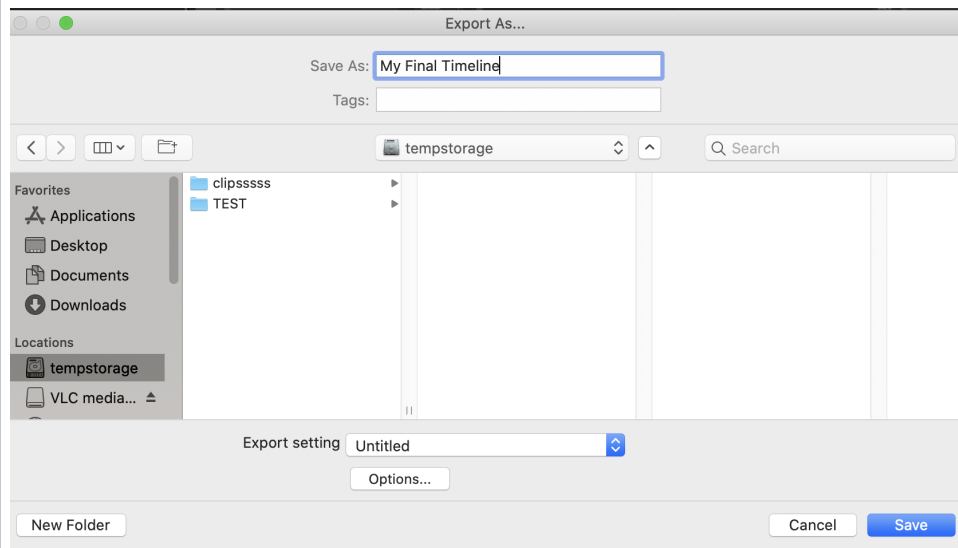 Export As...
Save As: My Final Timeline
Tags:
tempstorage
Search
Favorites
Applications
Desktop
Documents
Downloads
Locations
tempstorage
VLC media...
clipsssss
TEST
Export setting Untitled
Options...
New Folder
Cancel
Save